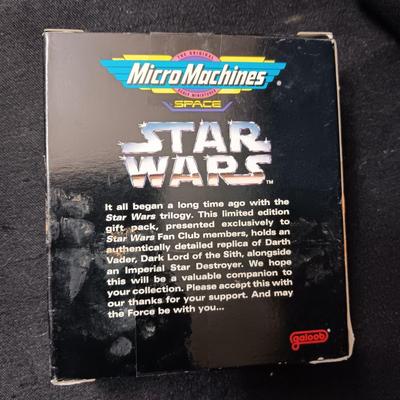 THE ORIGINAL
Micro Machines®
SCALE MINIATURES
SPACE
STAR
WARS™
It all began a long time ago with the
Star Wars trilogy. This limited edition
gift pack, presented exclusively to
Star Wars Fan Club members, holds an
authentically detailed replica of Darth
Vader, Dark Lord of the Sith, alongside
an Imperial Star Destroyer. We hope
this will be a valuable companion to
your collection. Please accept this with
our thanks for your support. And may
the Force be with you...
galoob®